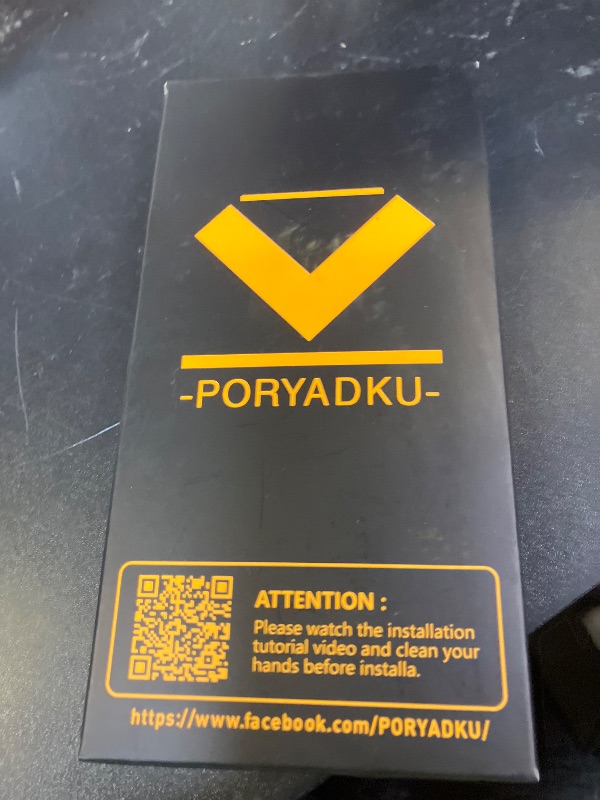 -PORYADKU-
ATTENTION :
Please watch the installation
tutorial video and clean your
hands before installa.
https://www.facebook.com/PORYADKU/